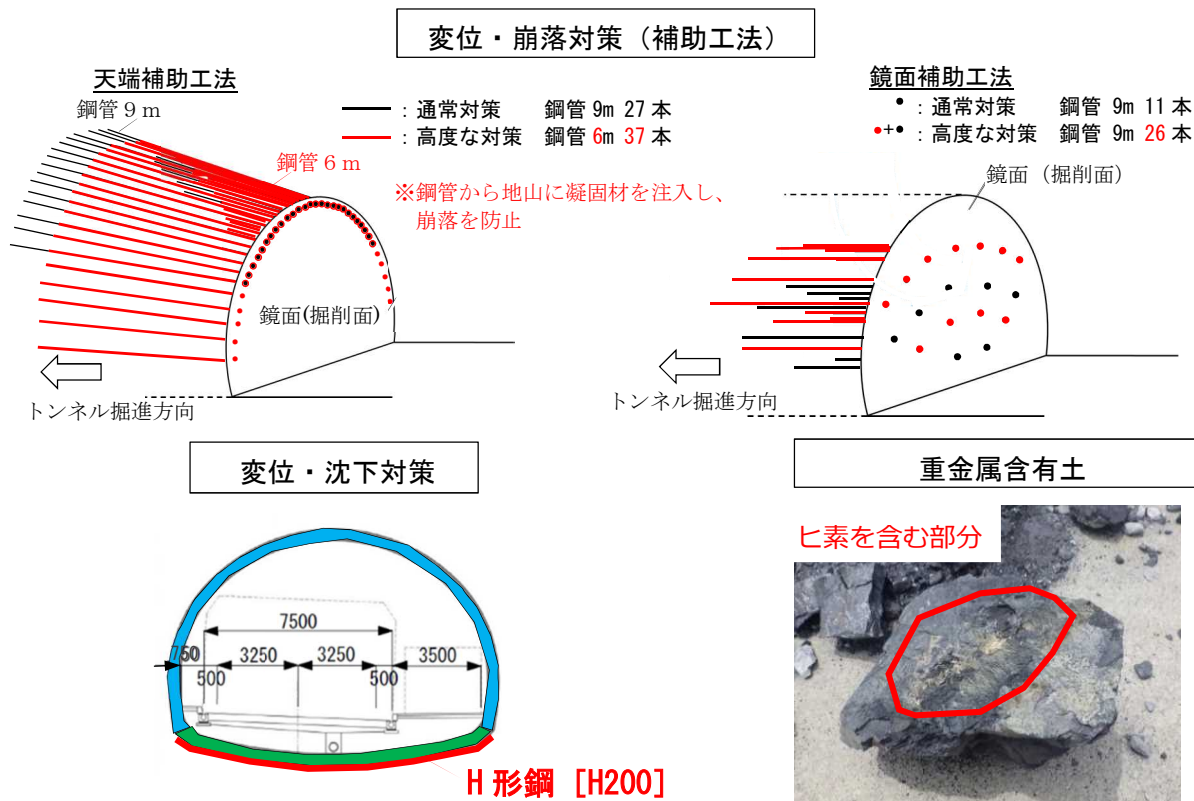 変位・崩落対策（補助工法）
天端補助工法
鋼管９ｍ
：通常対策　鋼管 9m 27 本
：高度な対策　鋼管 6m 37 本
鋼管６ｍ
※鋼管から地山に凝固材を注入し、
崩落を防止
鏡面(掘削面)
トンネル掘進方向
鏡面補助工法
：通常対策　鋼管 9m 11 本
+ ：高度な対策　鋼管 9m 26 本
鏡面（掘削面）
トンネル掘進方向
変位・沈下対策
7500
750 3250 3250 3500
500 500
H 形鋼［H200］
重金属含有土
ヒ素を含む部分